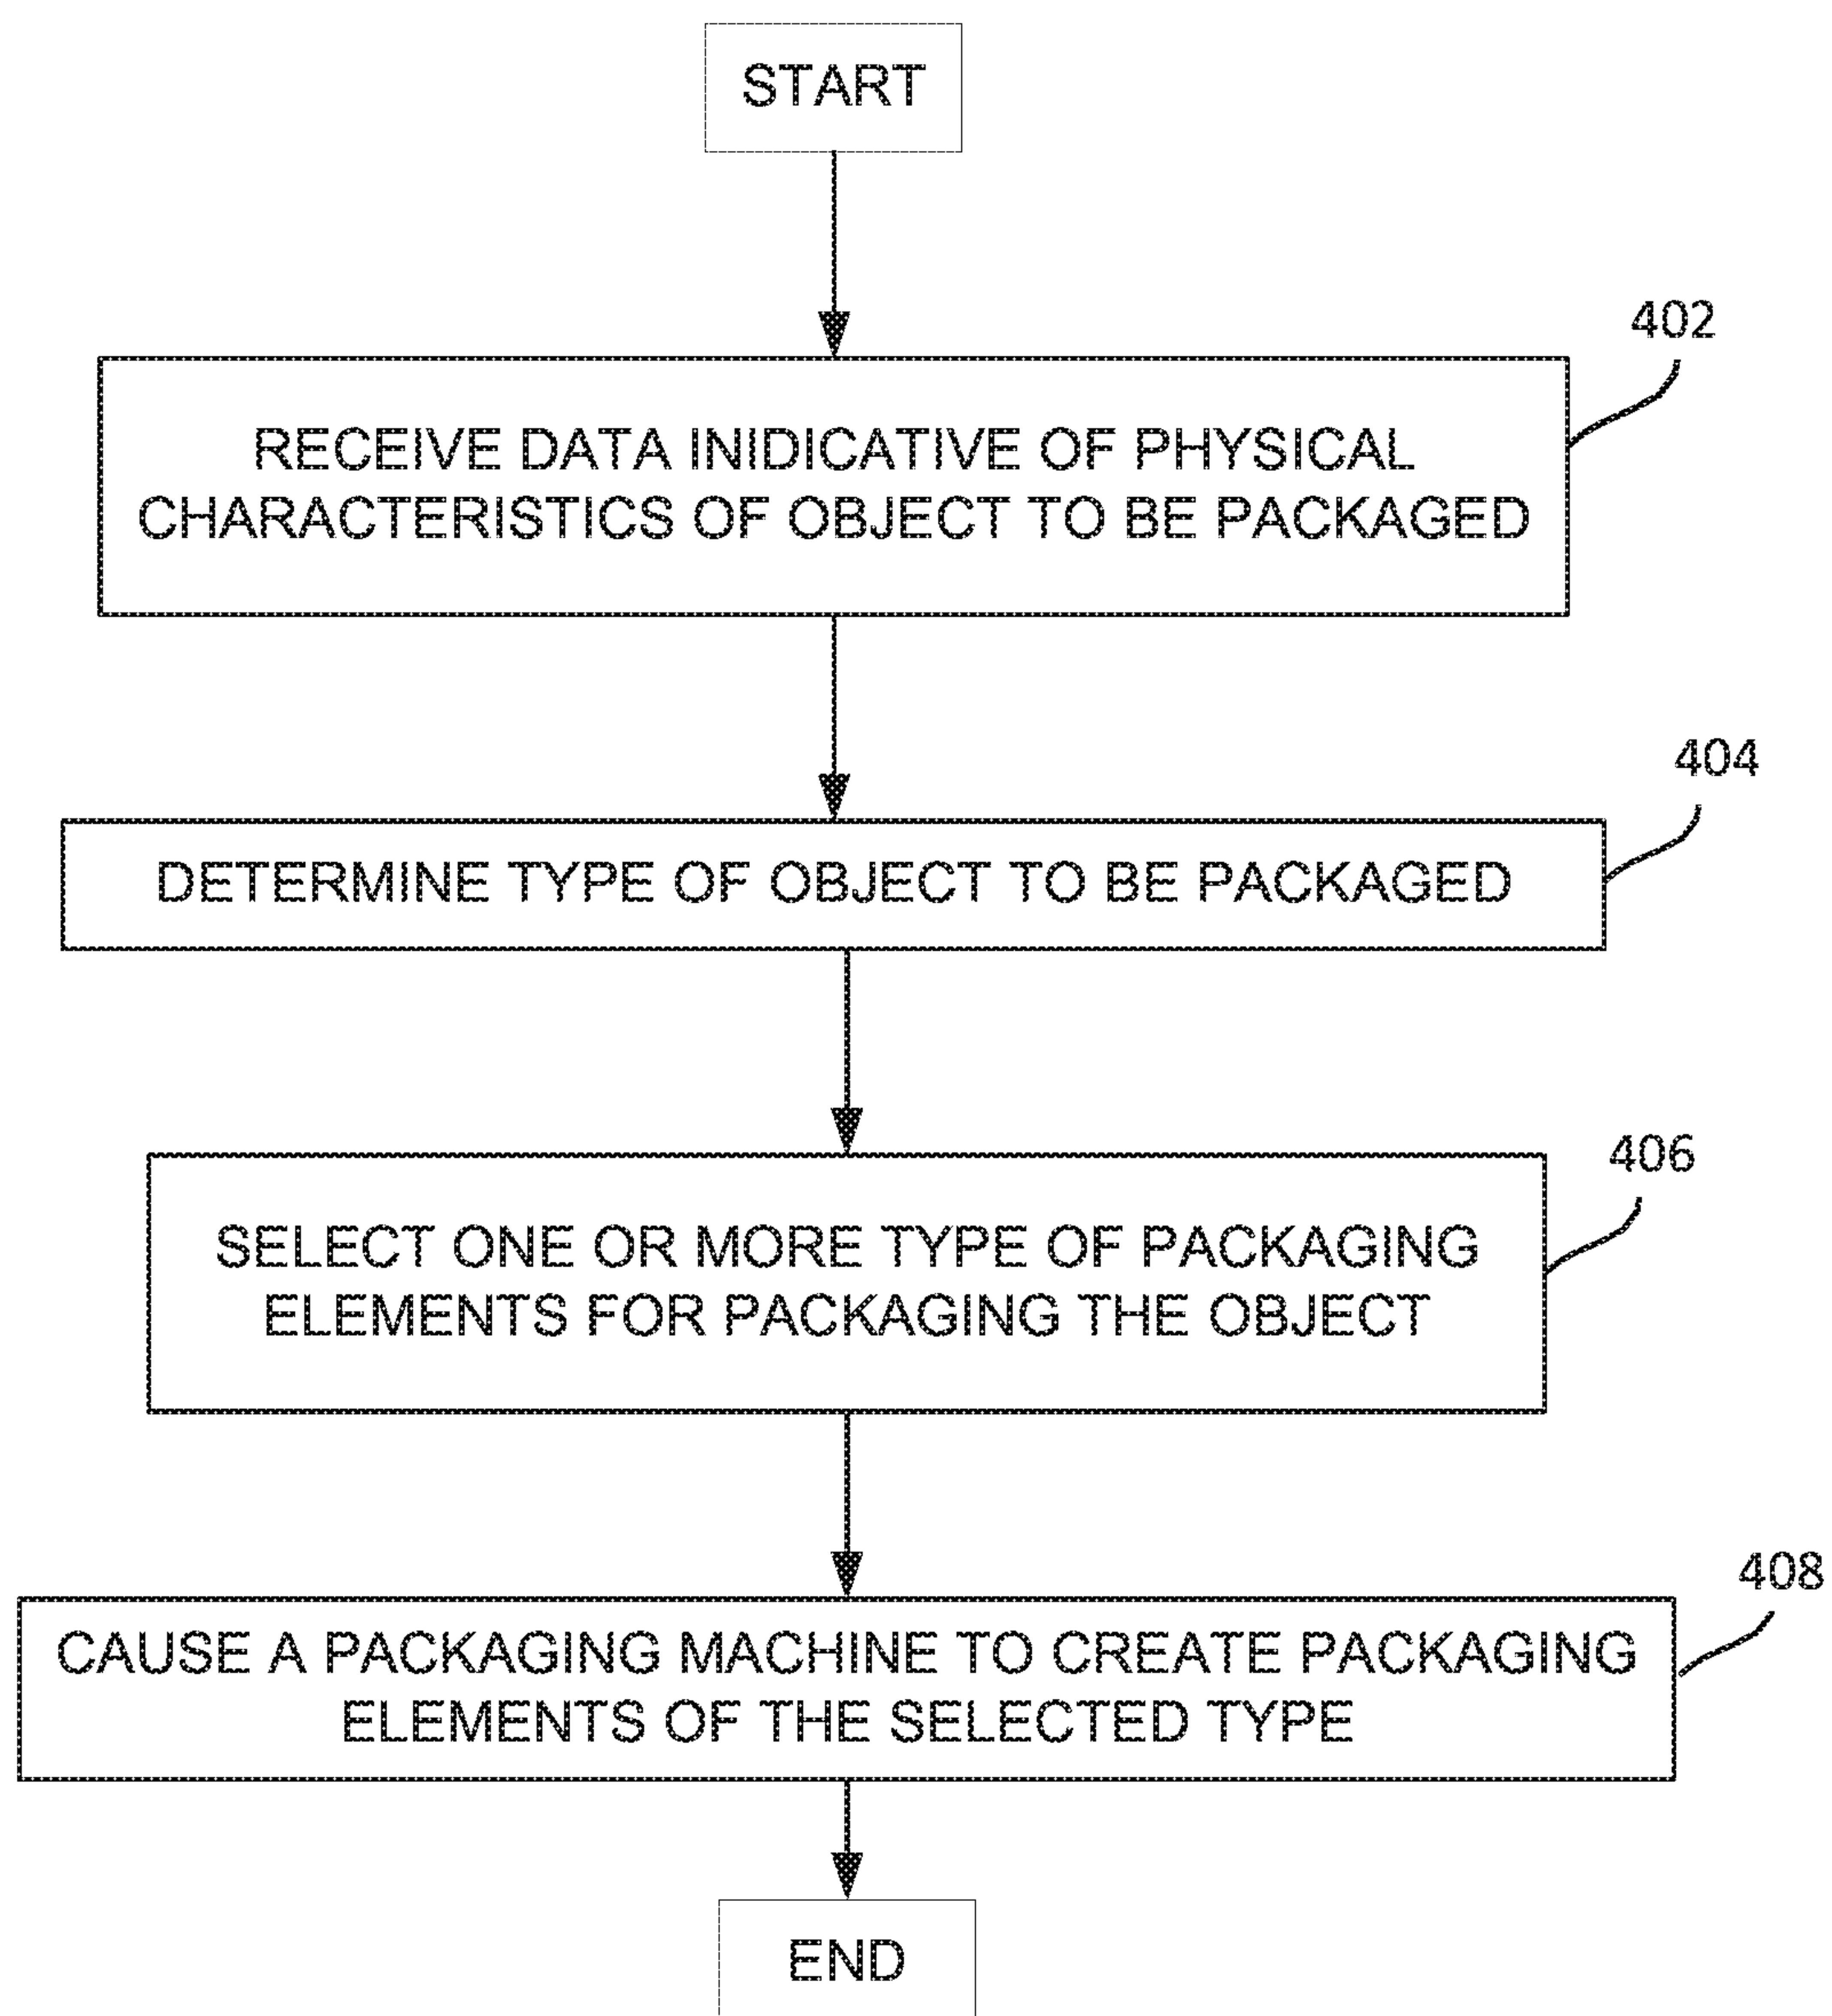 START
402
RECEIVE DATA INIDICATIVE OF PHYSICAL
CHARACTERISTICS OF OBJECT TO BE PACKAGED
404
DETERMINE TYPE OF OBJECT TO BE PACKAGED
406
SELECT ONE OR MORE TYPE OF PACKAGING
ELEMENTS FOR PACKAGING THE OBJECT
408
CAUSE A PACKAGING MACHINE TO CREATE PACKAGING
ELEMENTS OF THE SELECTED TYPE
END